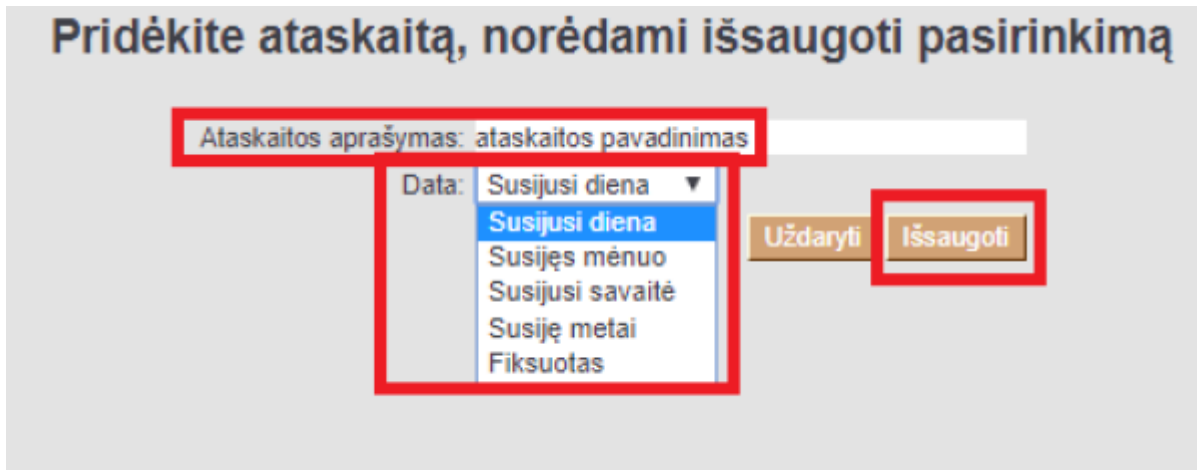 Pridėkite ataskaitą, norėdami išsaugoti pasirinkimą
Ataskaitos aprašymas: ataskaitos pavadinimas
Data: Susijusi diena ▼
Susijusi diena
Uždaryti Išsaugoti
Susijęs mėnuo
Susijusi savaitė
Susiję metai
Fiksuotas